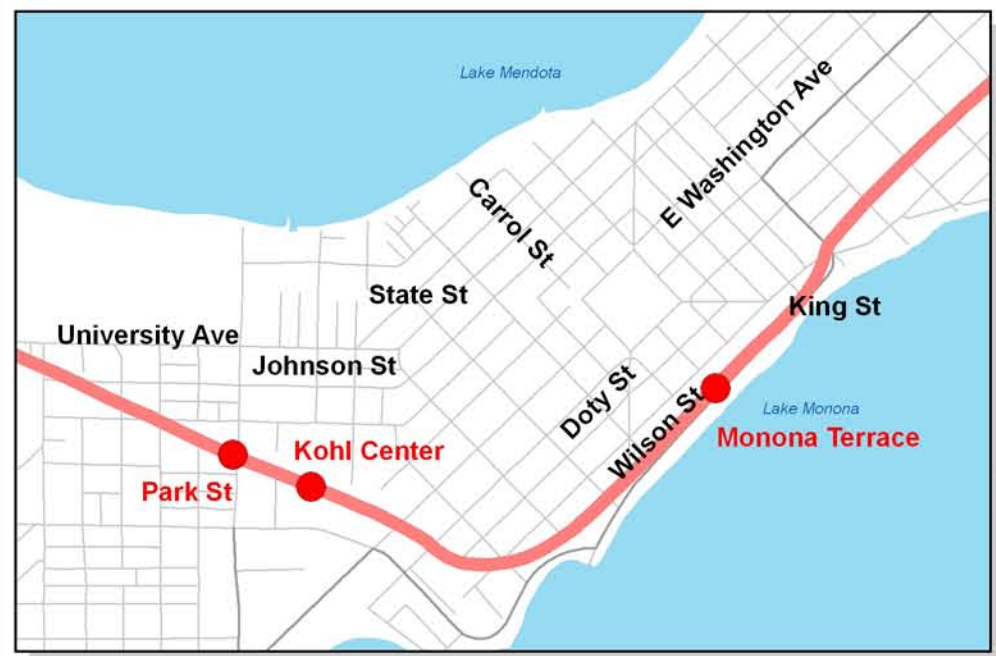 Lake Mendota
E Washington Ave
Carrol St
State St
King St
University Ave
Johnson St
Doty St
Wilson St
Lake Monona
Monona Terrace
Kohl Center
Park St